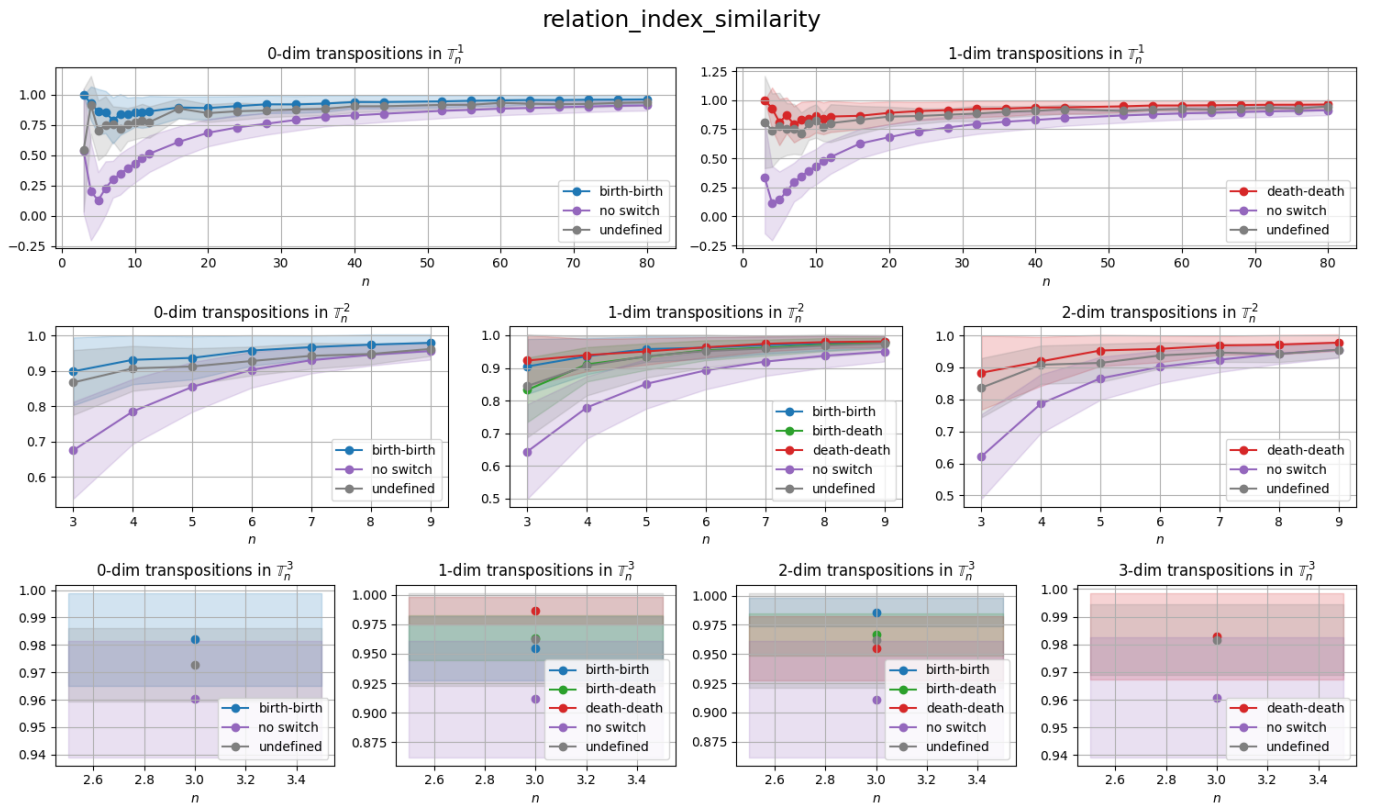 relation_index_similarity
0-dim transpositions in 𝕋ₙ¹
1.00
0.75
0.50
0.25
0.00
−0.25
0 10 20 30 40 50 60 70 80
n
birth-birth
no switch
undefined
1-dim transpositions in 𝕋ₙ¹
1.25
1.00
0.75
0.50
0.25
0.00
−0.25
0 10 20 30 40 50 60 70 80
n
death-death
no switch
undefined
0-dim transpositions in 𝕋ₙ²
1.0
0.9
0.8
0.7
0.6
3 4 5 6 7 8 9
n
birth-birth
no switch
undefined
1-dim transpositions in 𝕋ₙ²
1.0
0.9
0.8
0.7
0.6
0.5
3 4 5 6 7 8 9
n
birth-birth
birth-death
death-death
no switch
undefined
2-dim transpositions in 𝕋ₙ²
1.0
0.9
0.8
0.7
0.6
0.5
3 4 5 6 7 8 9
n
death-death
no switch
undefined
0-dim transpositions in 𝕋ₙ³
1.00
0.99
0.98
0.97
0.96
0.95
0.94
2.6 2.8 3.0 3.2 3.4
n
birth-birth
no switch
undefined
1-dim transpositions in 𝕋ₙ³
1.000
0.975
0.950
0.925
0.900
0.875
2.6 2.8 3.0 3.2 3.4
n
birth-birth
birth-death
death-death
no switch
undefined
2-dim transpositions in 𝕋ₙ³
1.000
0.975
0.950
0.925
0.900
0.875
2.6 2.8 3.0 3.2 3.4
n
birth-birth
birth-death
death-death
no switch
undefined
3-dim transpositions in 𝕋ₙ³
1.00
0.99
0.98
0.97
0.96
0.95
0.94
2.6 2.8 3.0 3.2 3.4
n
death-death
no switch
undefined